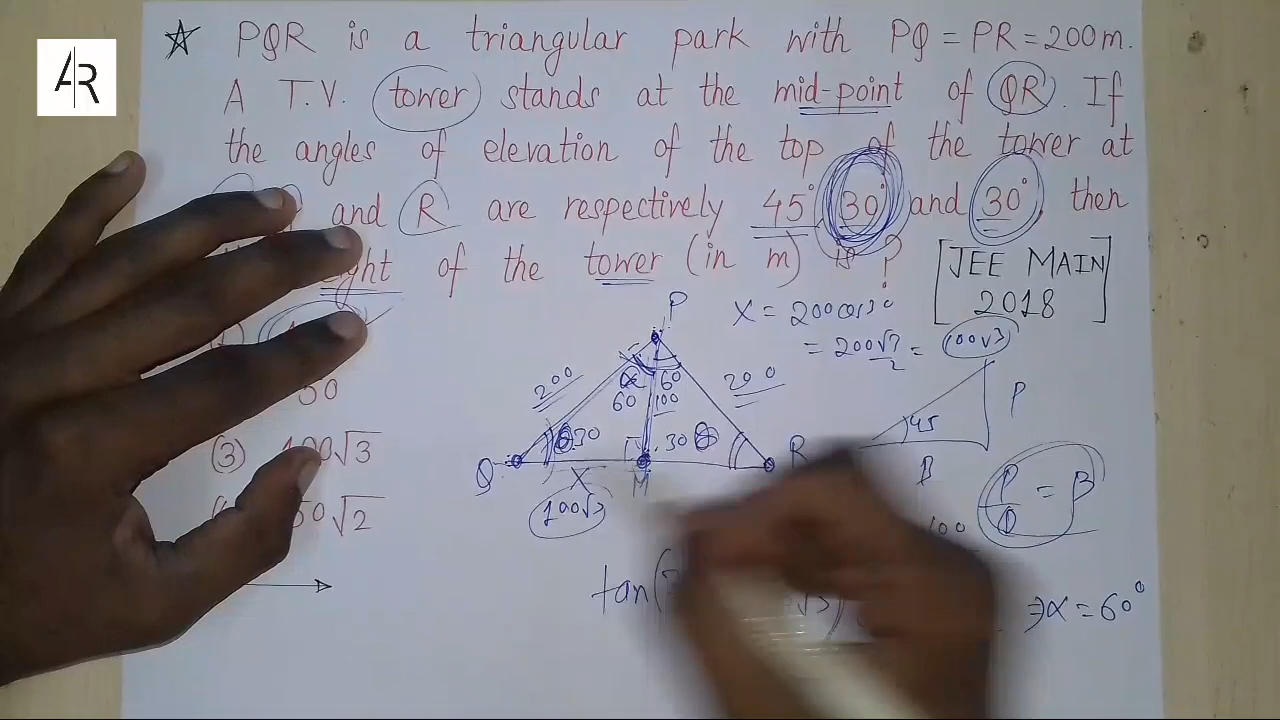 AR
PQR is a triangular park with PQ = PR = 200 m.
A T.V. tower stands at the mid-point of QR. If
the angles of elevation of the top of the tower at
and R are respectively 45° 30° and 30° then
of the tower (in m) is ?
[JEE MAIN
2018]
50
(3) 100√3
√2
P
X = 200cos30
= 200√3/2 = 100√3
200
200
α 60
60 100
θ 30
30 θ
Q
X
M
R
100√3
45
P
B
P/B = β
100
tan(
√3)
⇒ α = 60°